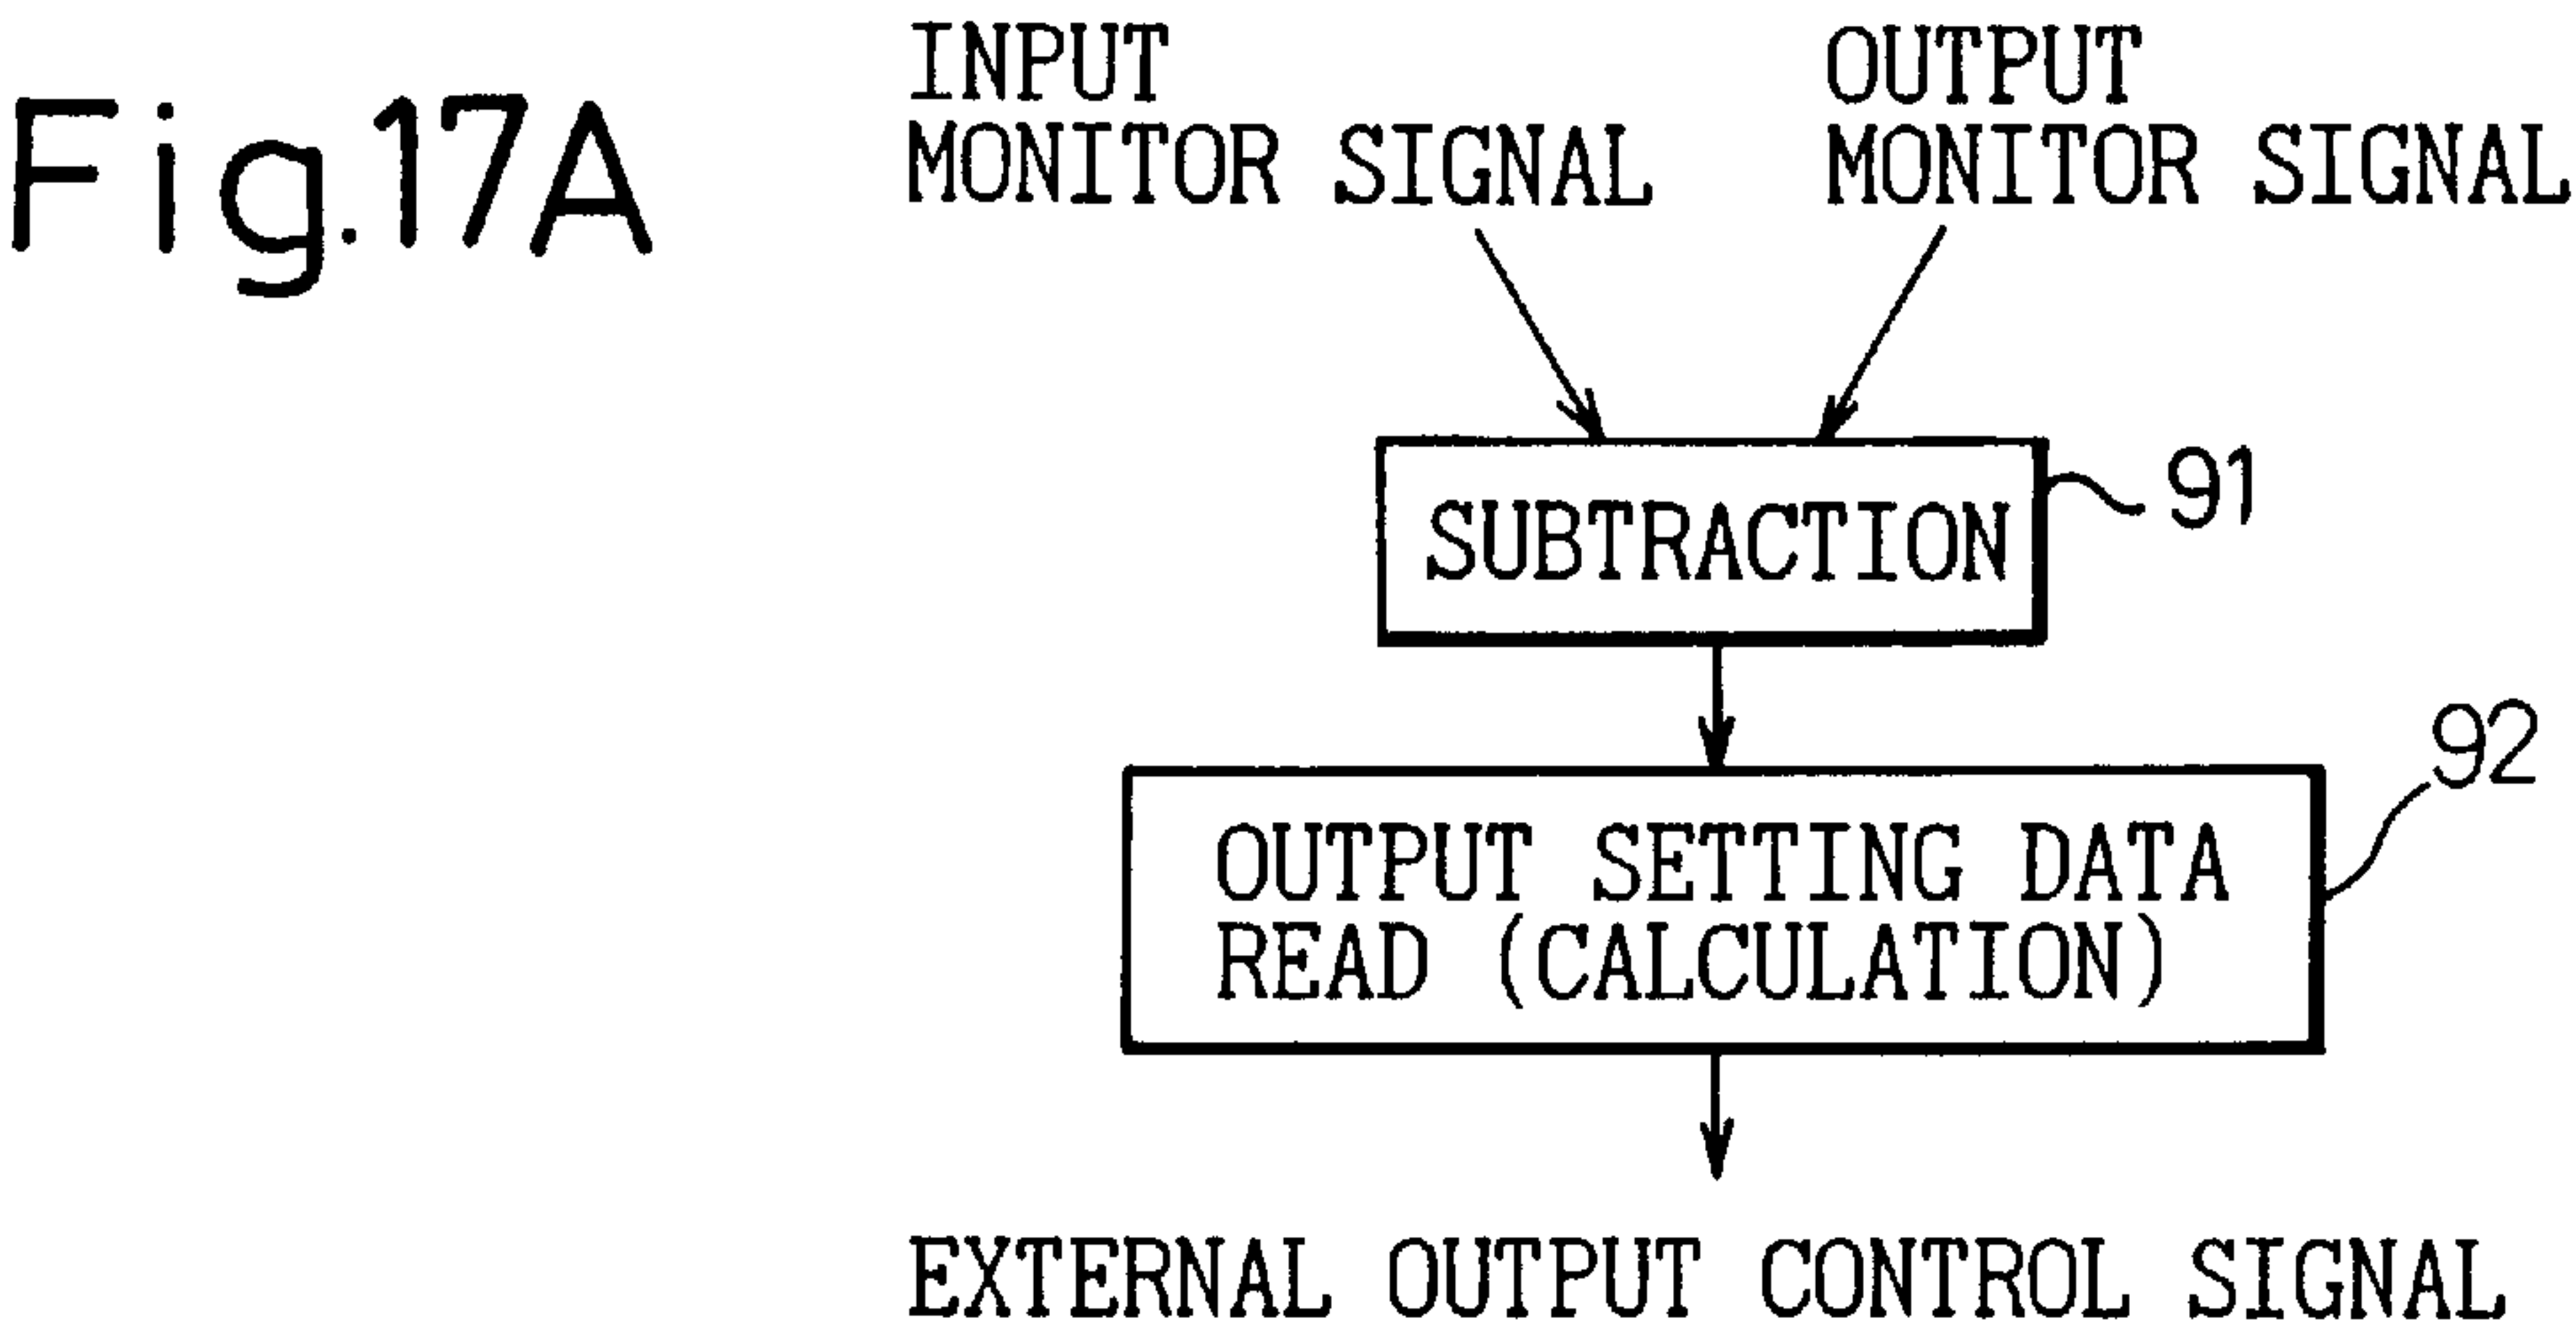 Fig.17A
INPUT
MONITOR SIGNAL
OUTPUT
MONITOR SIGNAL
SUBTRACTION
91
OUTPUT SETTING DATA
READ (CALCULATION)
92
EXTERNAL OUTPUT CONTROL SIGNAL